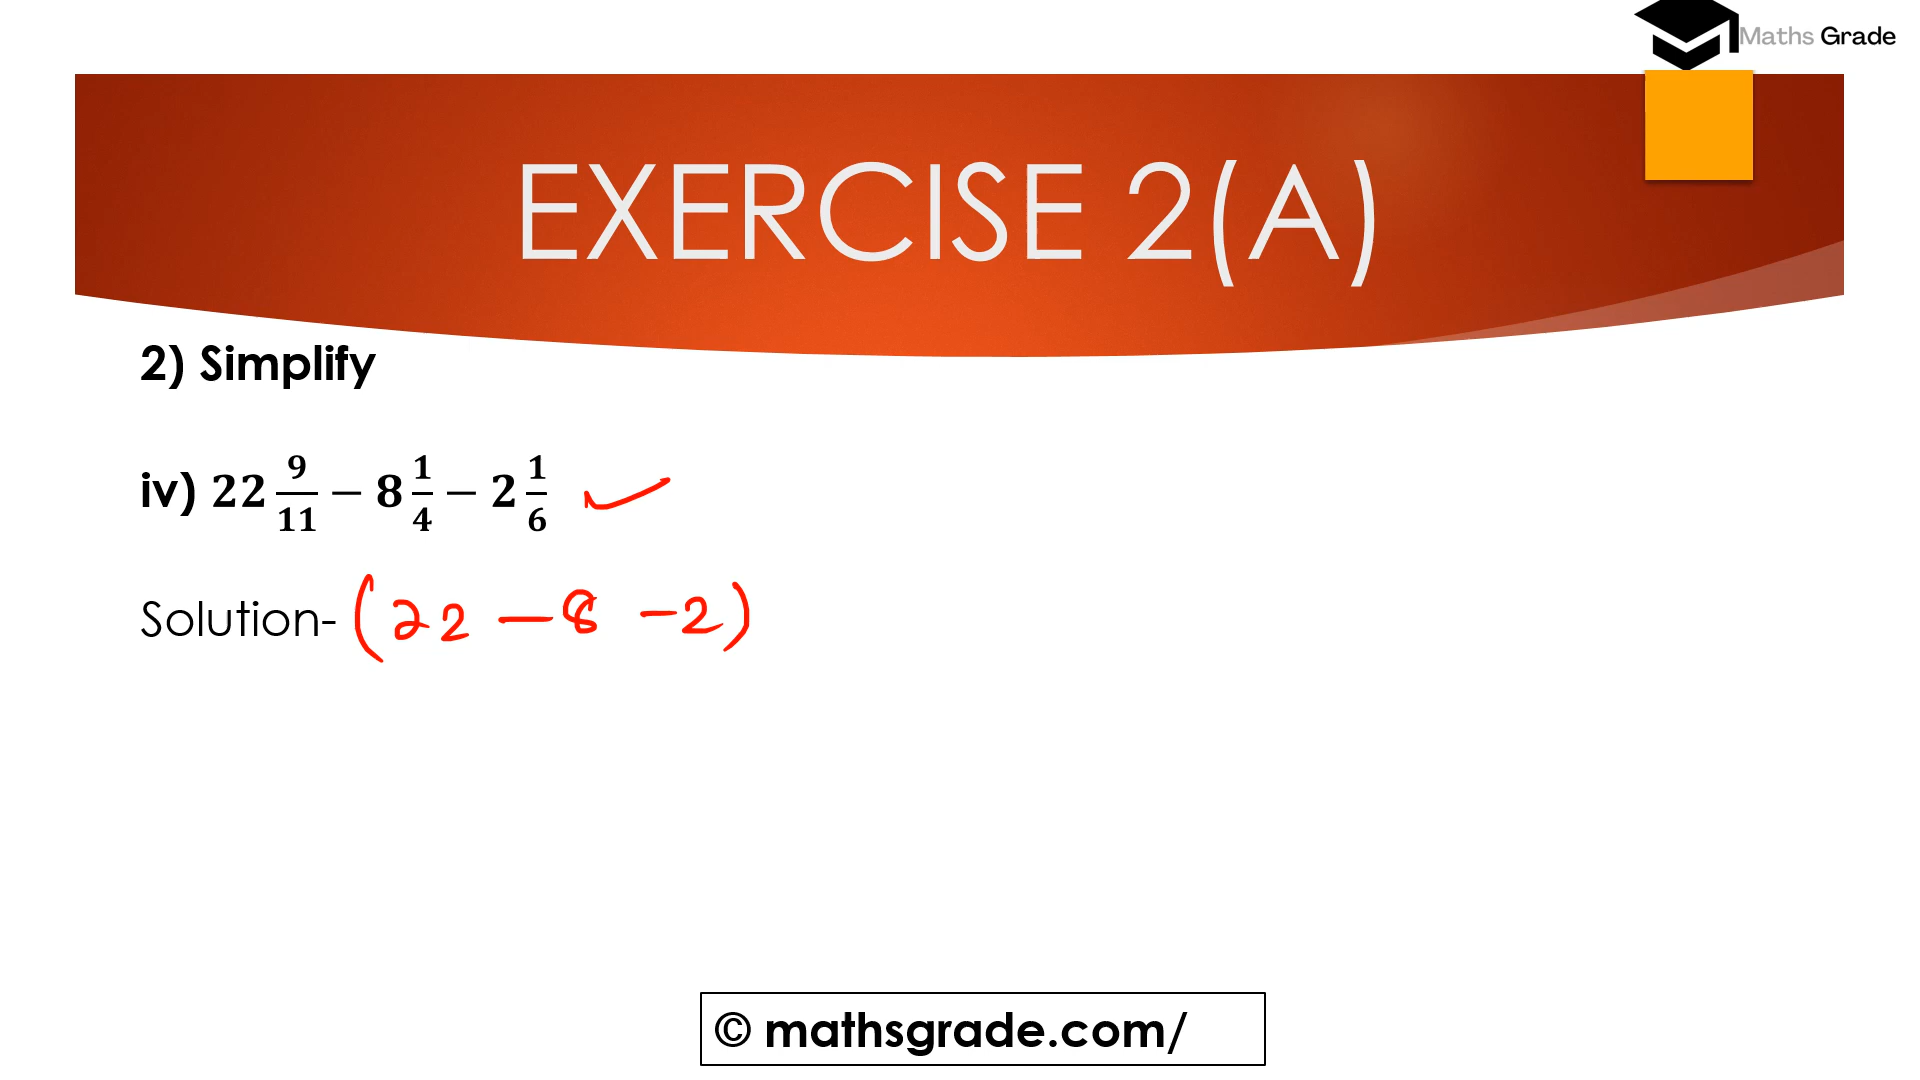 Maths Grade
EXERCISE 2(A)
2) Simplify
iv) 22 9/11 − 8 1/4 − 2 1/6
Solution- (22 − 8 − 2)
© mathsgrade.com/